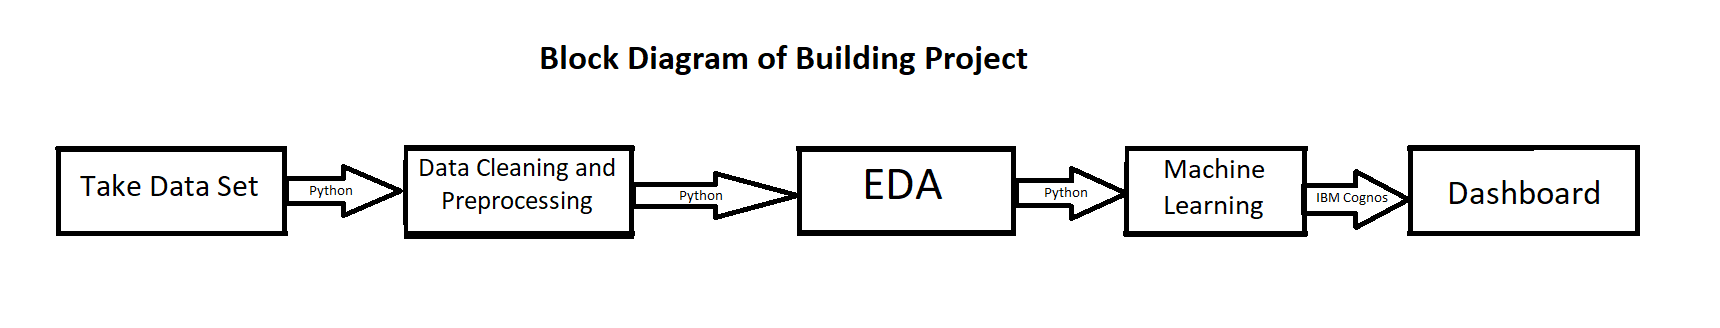 Block Diagram of Building Project
Take Data Set
Python
Data Cleaning and
Preprocessing
Python
EDA
Python
Machine
Learning
IBM Cognos
Dashboard